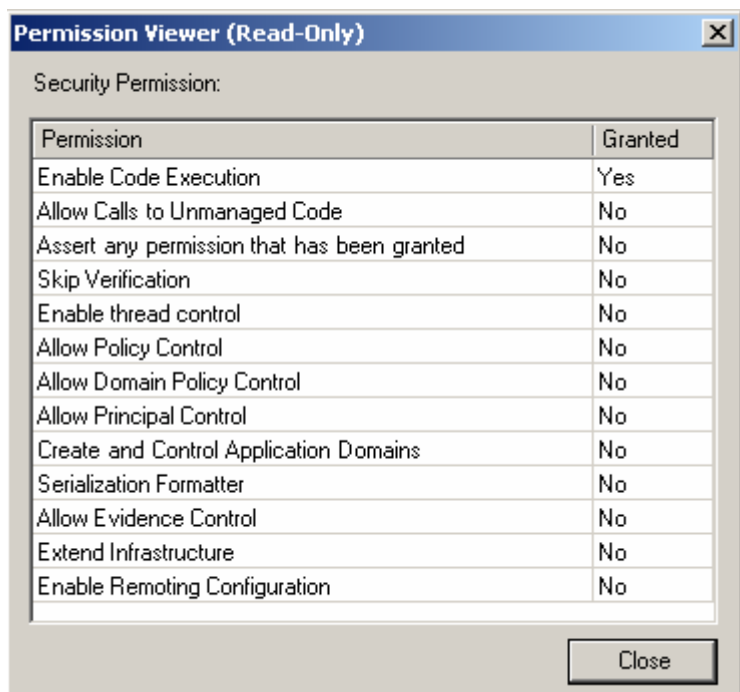 Permission Viewer (Read-Only)
Security Permission:
Permission Granted
Enable Code Execution Yes
Allow Calls to Unmanaged Code No
Assert any permission that has been granted No
Skip Verification No
Enable thread control No
Allow Policy Control No
Allow Domain Policy Control No
Allow Principal Control No
Create and Control Application Domains No
Serialization Formatter No
Allow Evidence Control No
Extend Infrastructure No
Enable Remoting Configuration No
Close